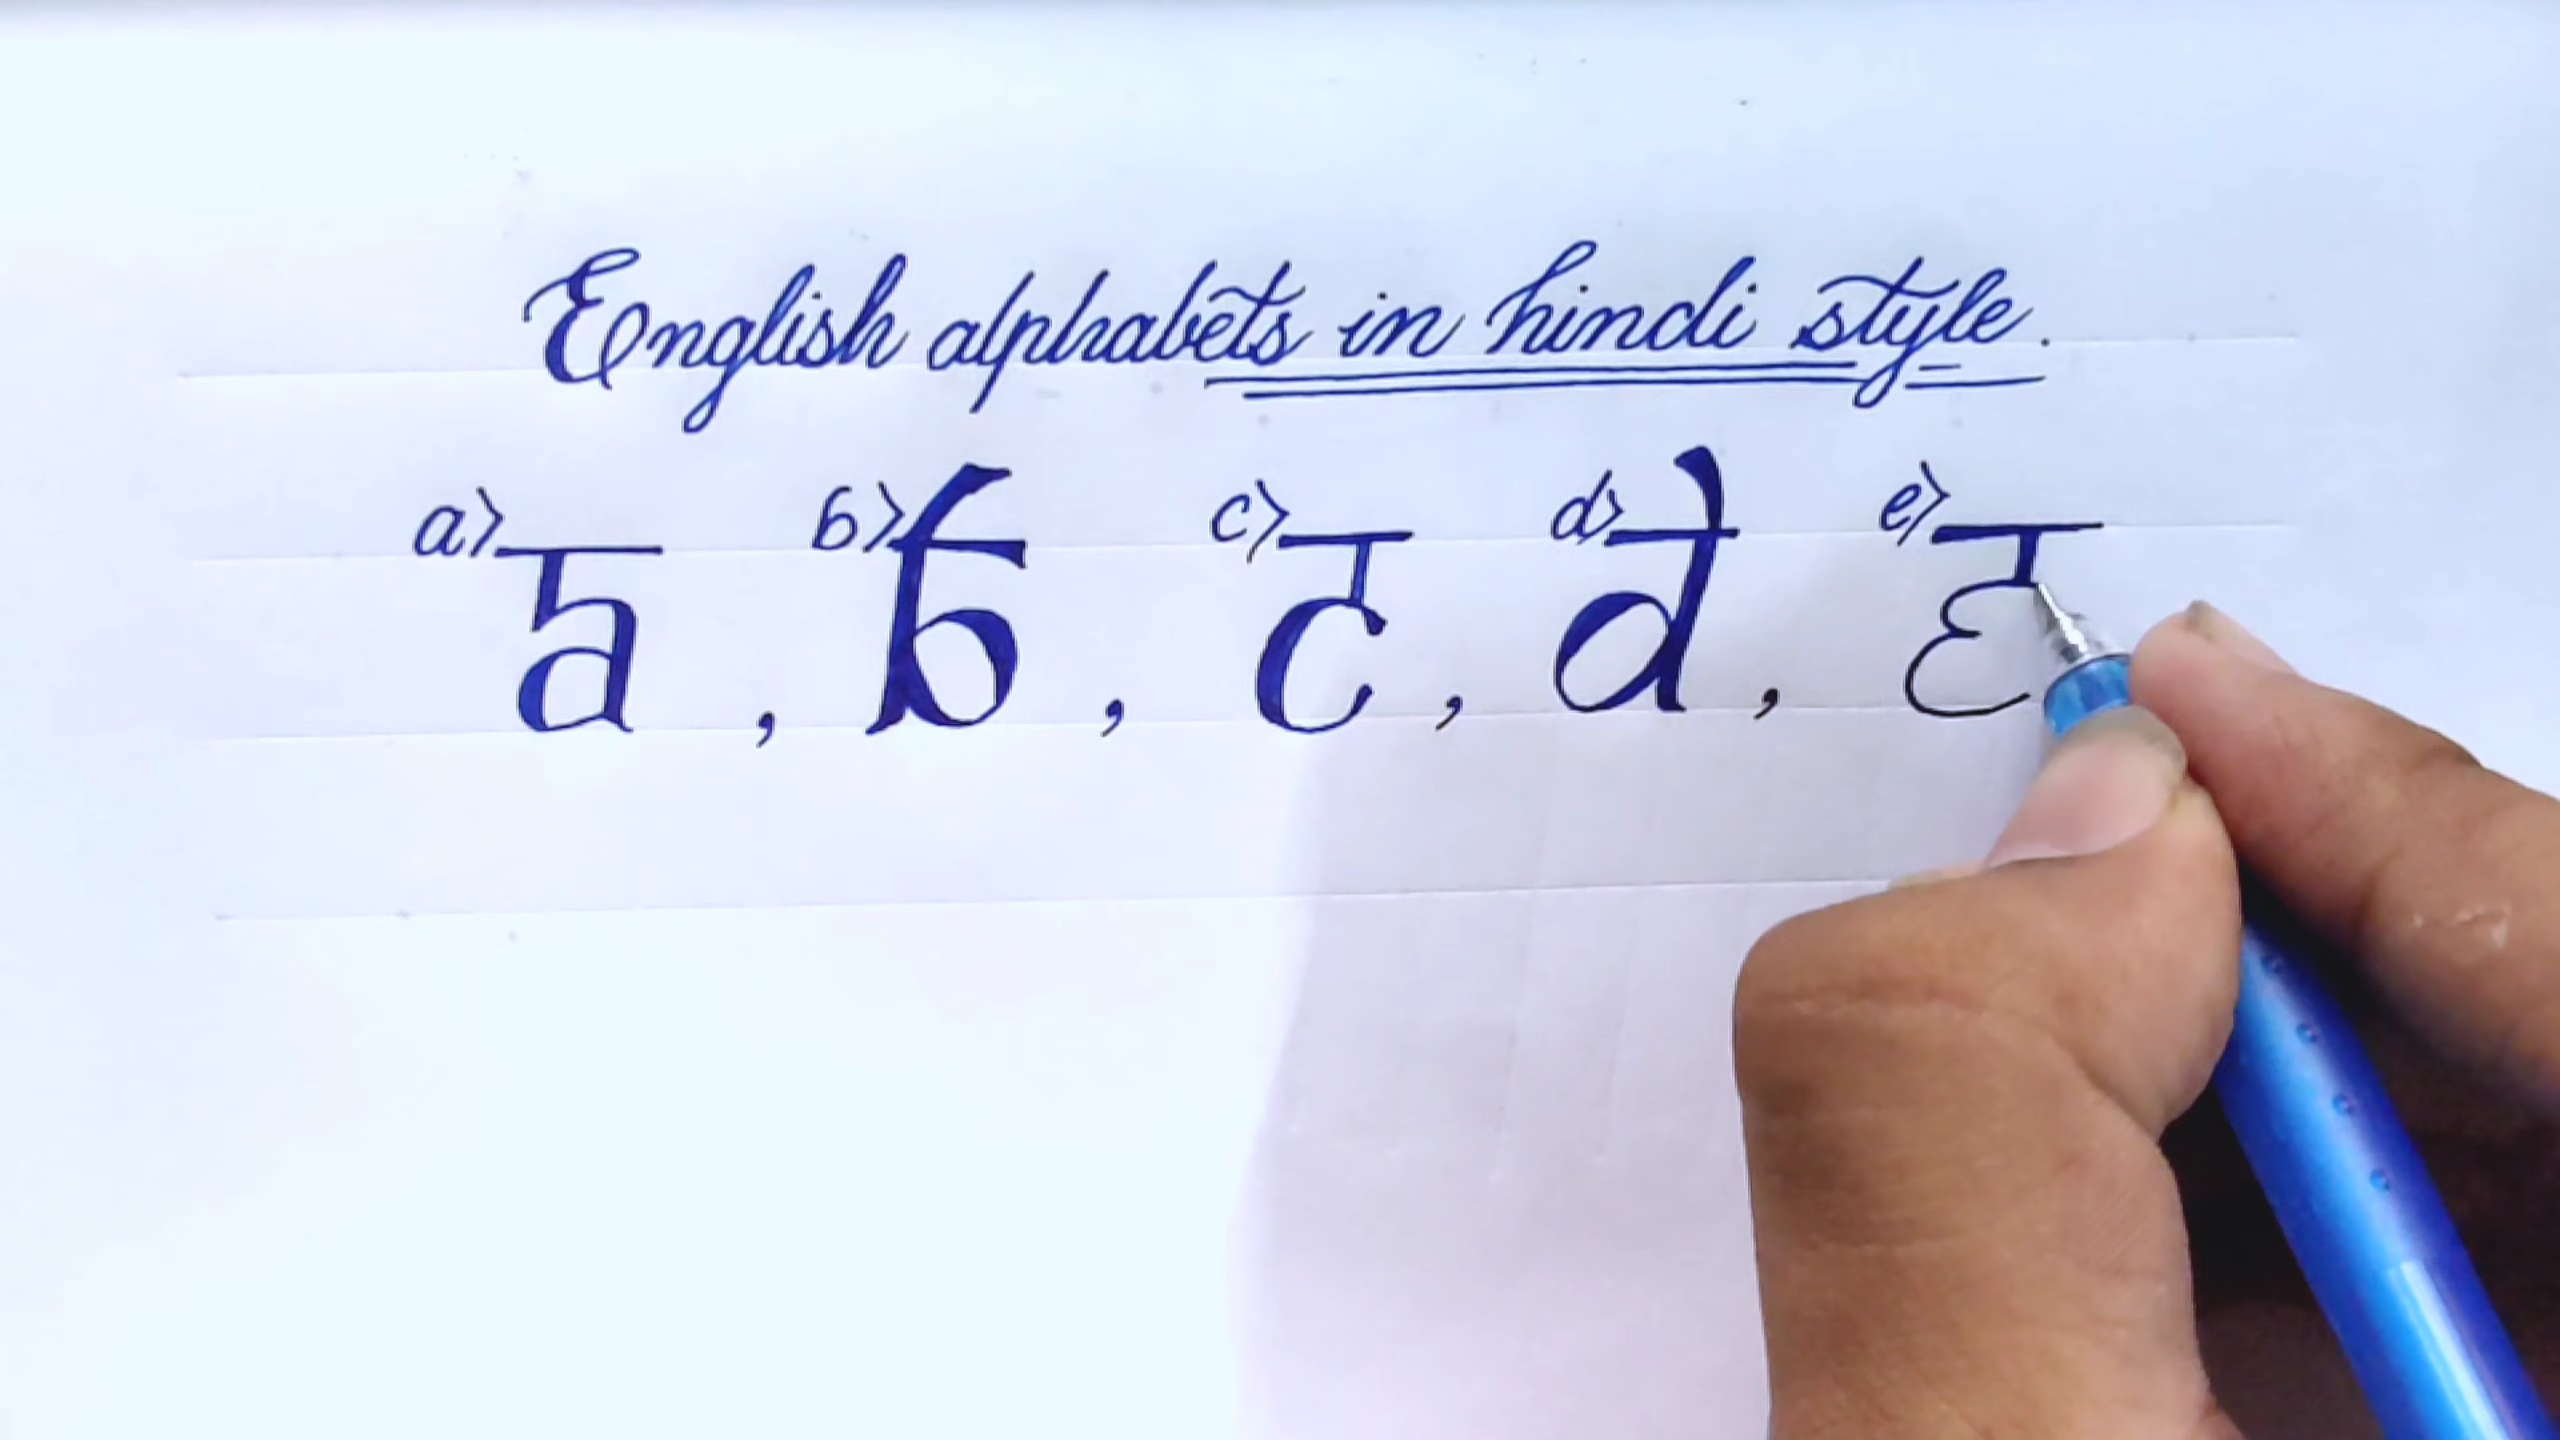 English alphabets in hindi style.
a) a, b) b, c) c, d) d, e) ε